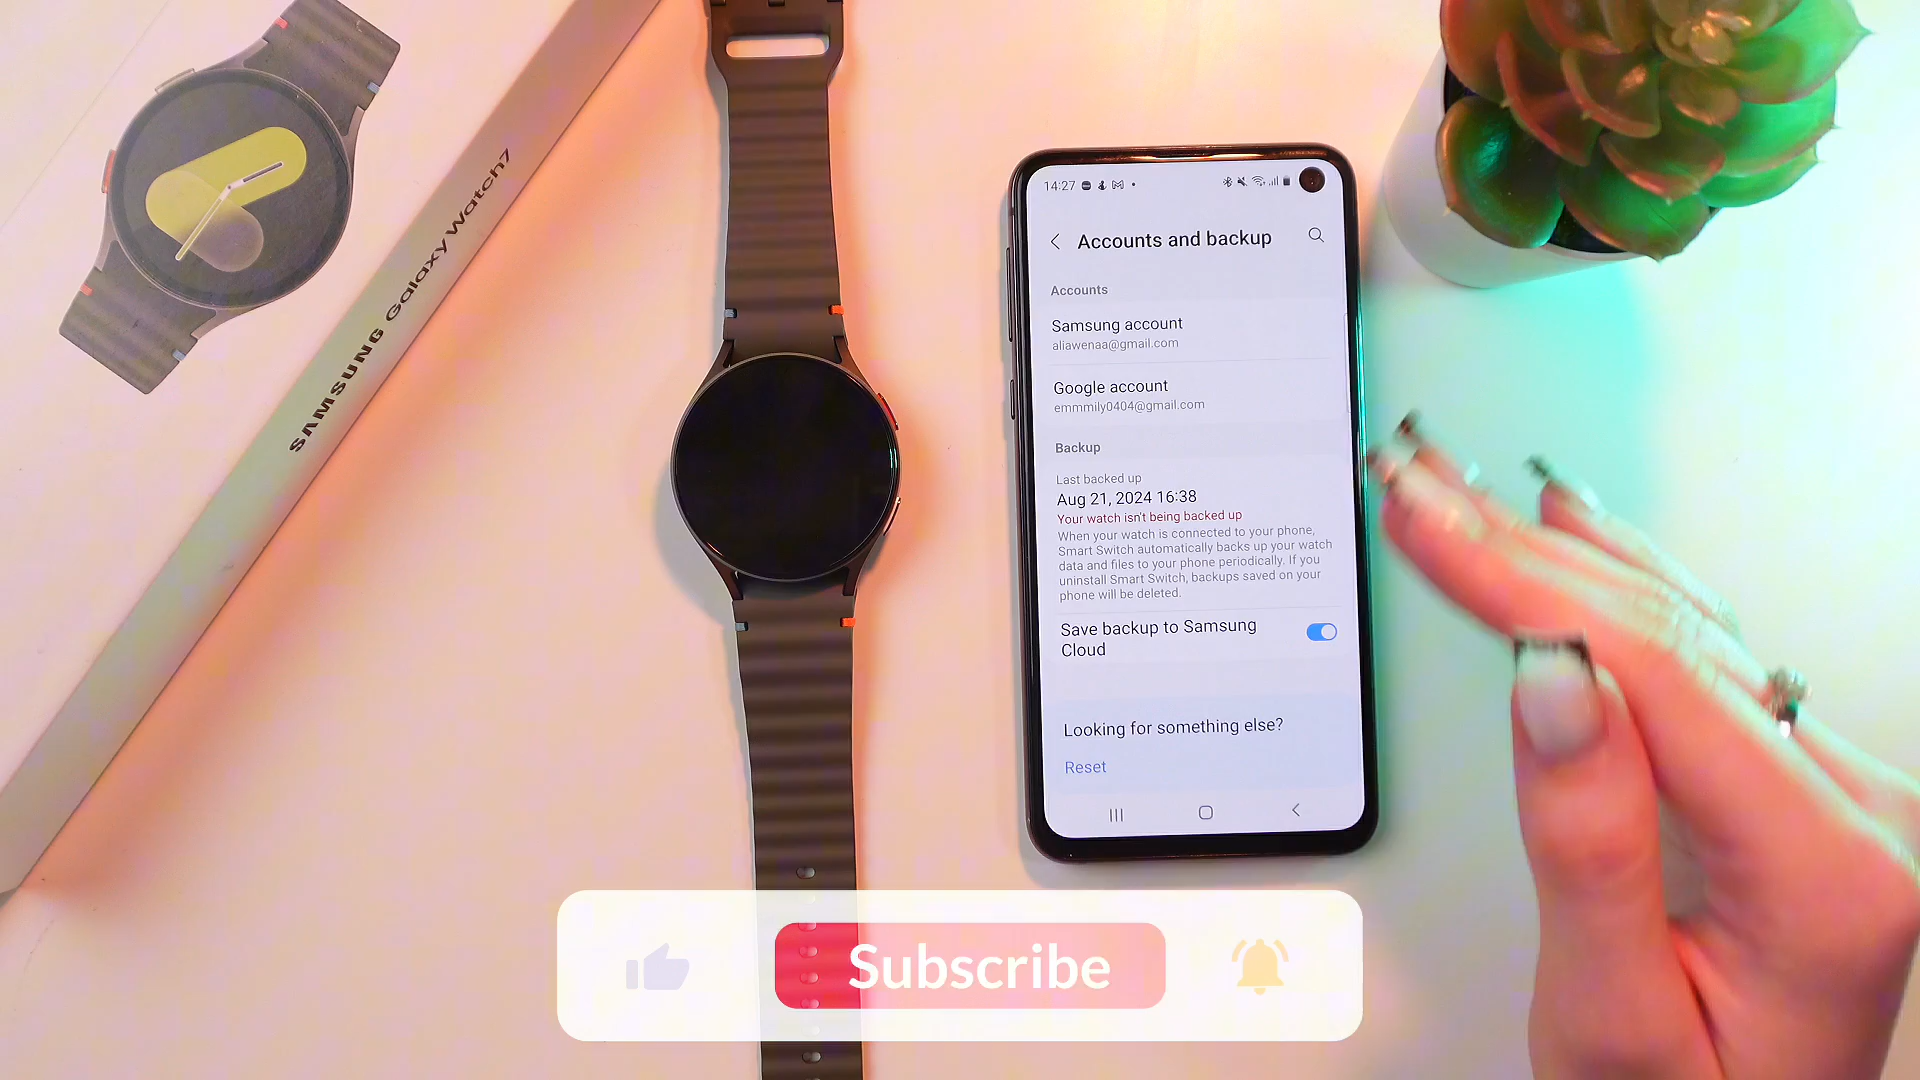 SAMSUNG Galaxy Watch7
14:27
Accounts and backup
Accounts
Samsung account
aliawenaa@gmail.com
Google account
emmmily0404@gmail.com
Backup
Last backed up
Aug 21, 2024 16:38
Your watch isn't being backed up
When your watch is connected to your phone,
Smart Switch automatically backs up your watch
data and files to your phone periodically. If you
uninstall Smart Switch, backups saved on your
phone will be deleted.
Save backup to Samsung
Cloud
Looking for something else?
Reset
Subscribe